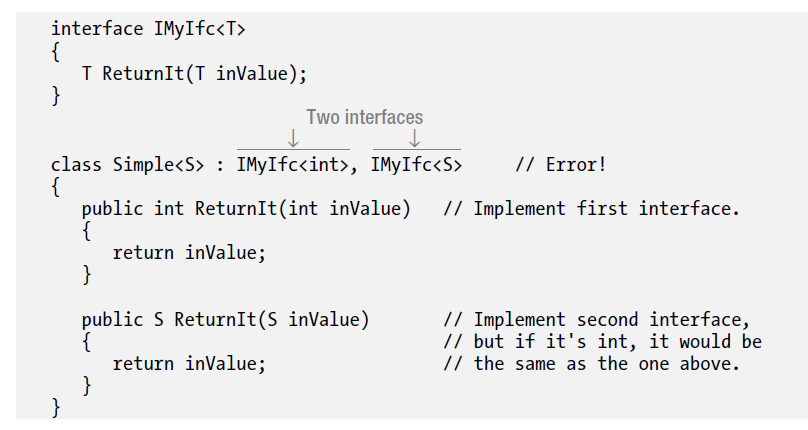 interface IMyIfc<T>
{
   T ReturnIt(T inValue);
}
Two interfaces
↓ ↓
class Simple<S> : IMyIfc<int>, IMyIfc<S>     // Error!
{
   public int ReturnIt(int inValue)   // Implement first interface.
   {
      return inValue;
   }
   public S ReturnIt(S inValue)       // Implement second interface,
   {                                  // but if it's int, it would be
      return inValue;                 // the same as the one above.
   }
}